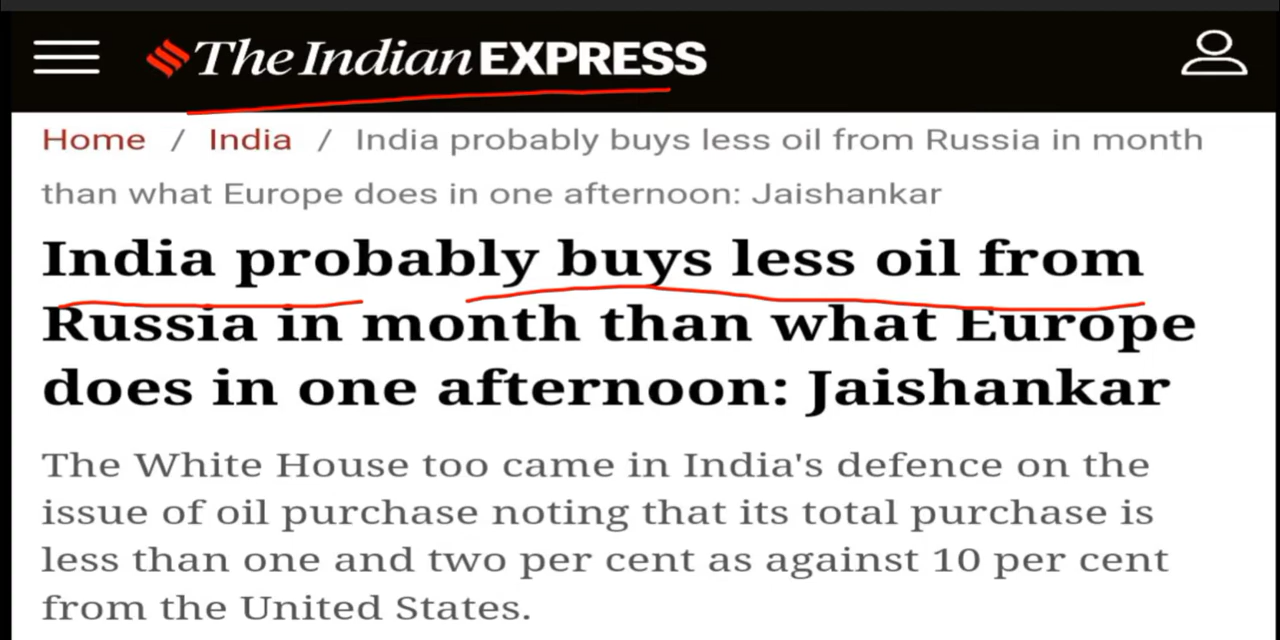 The Indian EXPRESS
Home / India / India probably buys less oil from Russia in month
than what Europe does in one afternoon: Jaishankar
India probably buys less oil from
Russia in month than what Europe
does in one afternoon: Jaishankar
The White House too came in India's defence on the
issue of oil purchase noting that its total purchase is
less than one and two per cent as against 10 per cent
from the United States.